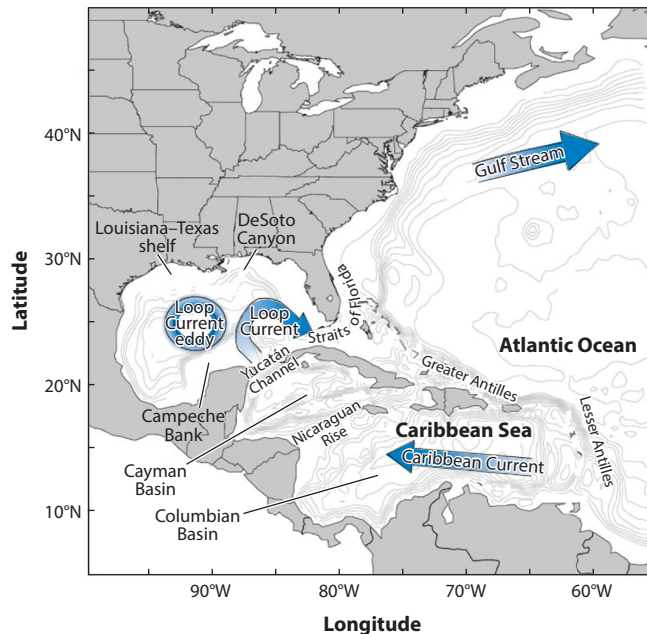 40°N
30°N
20°N
10°N
Latitude
90°W
80°W
70°W
60°W
Longitude
Gulf Stream
Louisiana–Texas
shelf
DeSoto
Canyon
Loop
Current
eddy
Loop
Current
Straits
of Florida
Yucatán
Channel
Atlantic Ocean
Greater Antilles
Lesser Antilles
Campeche
Bank
Nicaraguan
Rise
Caribbean Sea
Caribbean Current
Cayman
Basin
Columbian
Basin